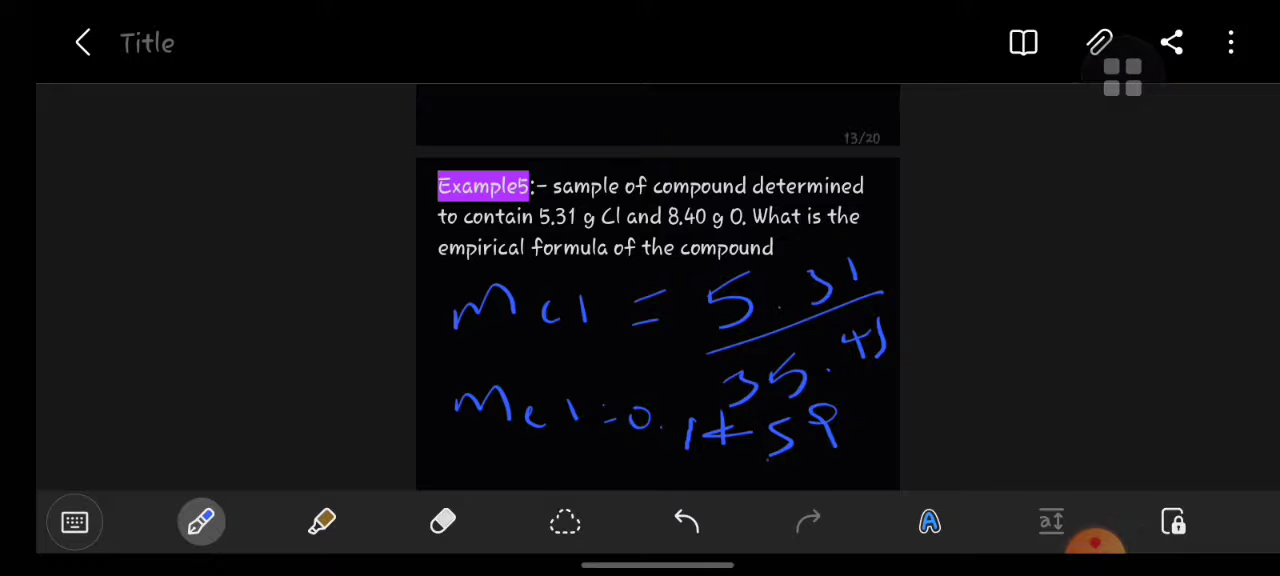 Title
13/20
Example5:- sample of compound determined
to contain 5.31 g Cl and 8.40 g O. What is the
empirical formula of the compound
mcl = 5.31
35.45
mcl = 0.1459